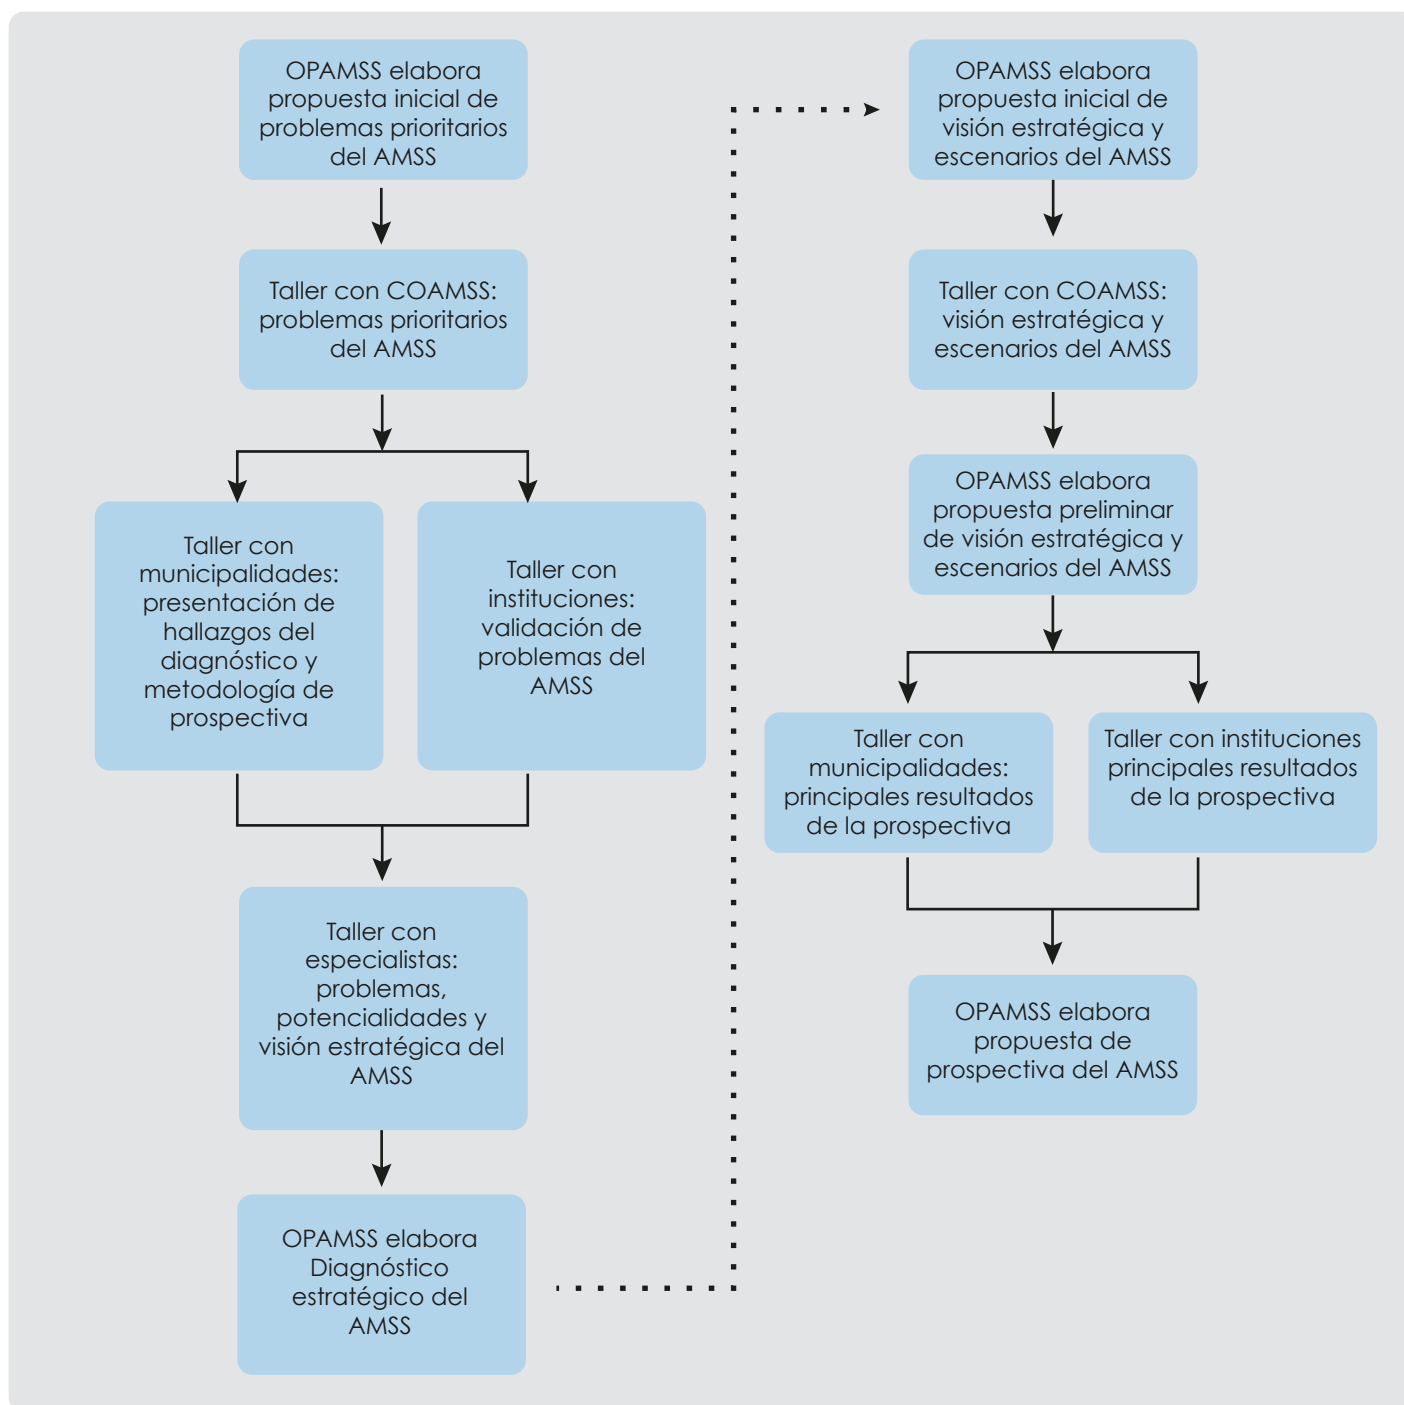 OPAMSS elabora
propuesta inicial de
problemas prioritarios
del AMSS
Taller con COAMSS:
problemas prioritarios
del AMSS
Taller con
municipalidades:
presentación de
hallazgos del
diagnóstico y
metodología de
prospectiva
Taller con
instituciones:
validación de
problemas del
AMSS
Taller con
especialistas:
problemas,
potencialidades y
visión estratégica del
AMSS
OPAMSS elabora
Diagnóstico
estratégico del
AMSS
OPAMSS elabora
propuesta inicial de
visión estratégica y
escenarios del AMSS
Taller con COAMSS:
visión estratégica y
escenarios del AMSS
OPAMSS elabora
propuesta preliminar
de visión estratégica y
escenarios del AMSS
Taller con
municipalidades:
principales resultados
de la prospectiva
Taller con instituciones
principales resultados
de la prospectiva
OPAMSS elabora
propuesta de
prospectiva del AMSS